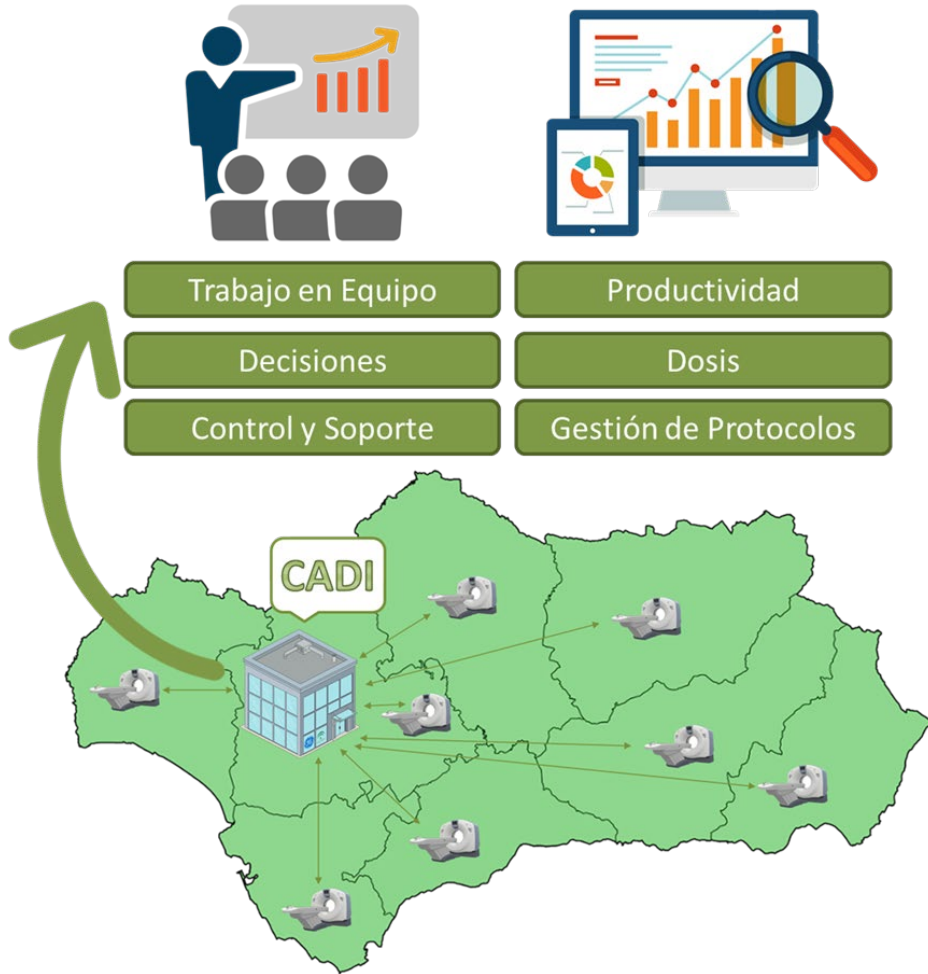 Trabajo en Equipo
Productividad
Decisiones
Dosis
Control y Soporte
Gestión de Protocolos
CADI